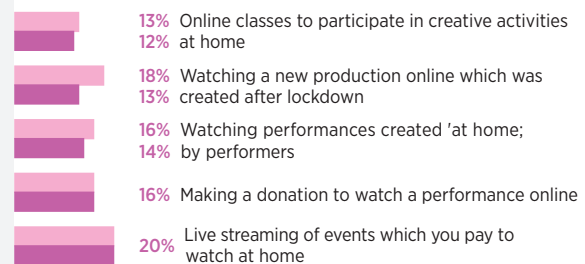 13% Online classes to participate in creative activities
12% at home
18% Watching a new production online which was
13% created after lockdown
16% Watching performances created 'at home;
14% by performers
16% Making a donation to watch a performance online
20% Live streaming of events which you pay to
watch at home